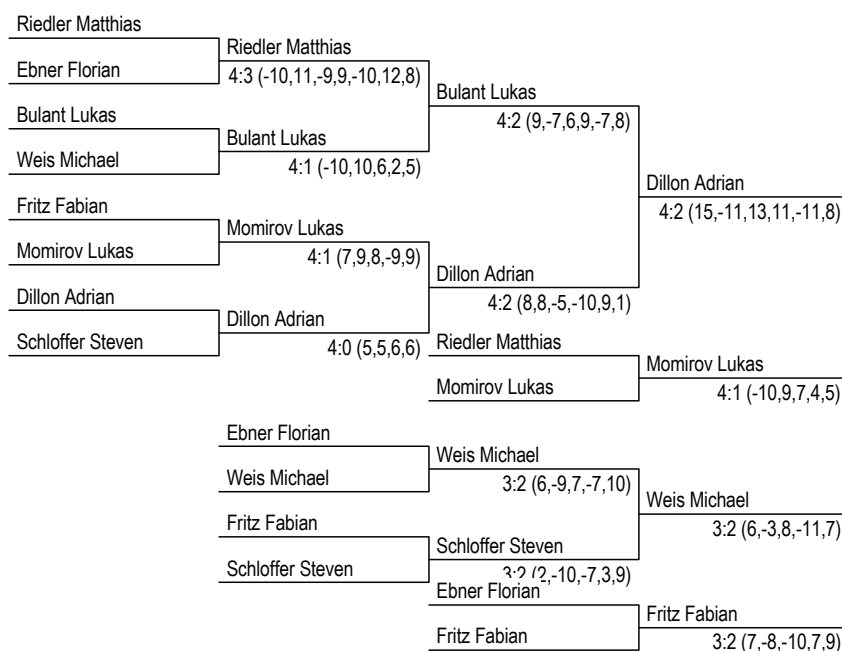 Riedler Matthias
Riedler Matthias
Ebner Florian
4:3 (-10,11,-9,9,-10,12,8)
Bulant Lukas
Bulant Lukas
4:2 (9,-7,6,9,-7,8)
Bulant Lukas
Weis Michael
4:1 (-10,10,6,2,5)
Dillon Adrian
Fritz Fabian
4:2 (15,-11,13,11,-11,8)
Momirov Lukas
Momirov Lukas
4:1 (7,9,8,-9,9)
Dillon Adrian
Dillon Adrian
4:2 (8,8,-5,-10,9,1)
Dillon Adrian
Schloffer Steven
4:0 (5,5,6,6)
Riedler Matthias
Momirov Lukas
Momirov Lukas
4:1 (-10,9,7,4,5)
Ebner Florian
Weis Michael
Weis Michael
3:2 (6,-9,7,-7,10)
Weis Michael
Fritz Fabian
3:2 (6,-3,8,-11,7)
Schloffer Steven
Schloffer Steven
3:2 (2,-10,-7,3,9)
Ebner Florian
Fritz Fabian
Fritz Fabian
3:2 (7,-8,-10,7,9)